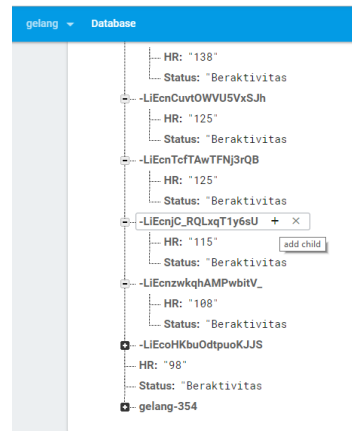 gelang Database
HR: "138"
Status: "Beraktivitas
-LiEcnCuvtOWVU5VxSJh
HR: "125"
Status: "Beraktivitas
-LiEcnTcfTAwTFNj3rQB
HR: "125"
Status: "Beraktivitas
-LiEcnjC_RQLxqT1y6sU + ×
add child
HR: "115"
Status: "Beraktivitas
-LiEcnzwkqhAMPwbitV_
HR: "108"
Status: "Beraktivitas
-LiEcoHKbuOdtpuoKJJS
HR: "98"
Status: "Beraktivitas
gelang-354